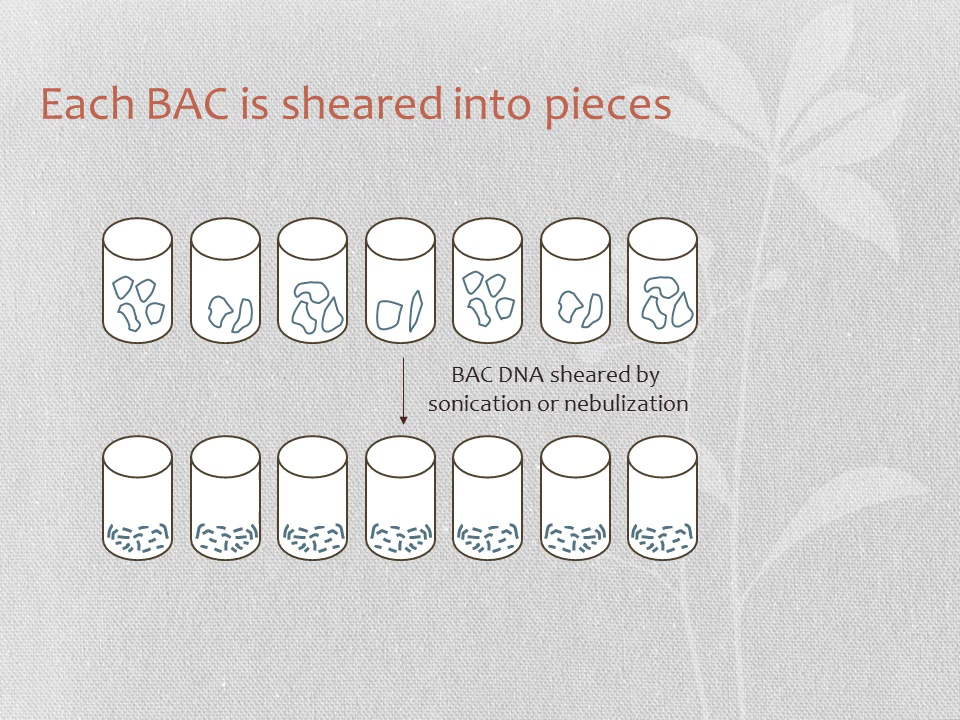 Each BAC is sheared into pieces
BAC DNA sheared by
sonication or nebulization